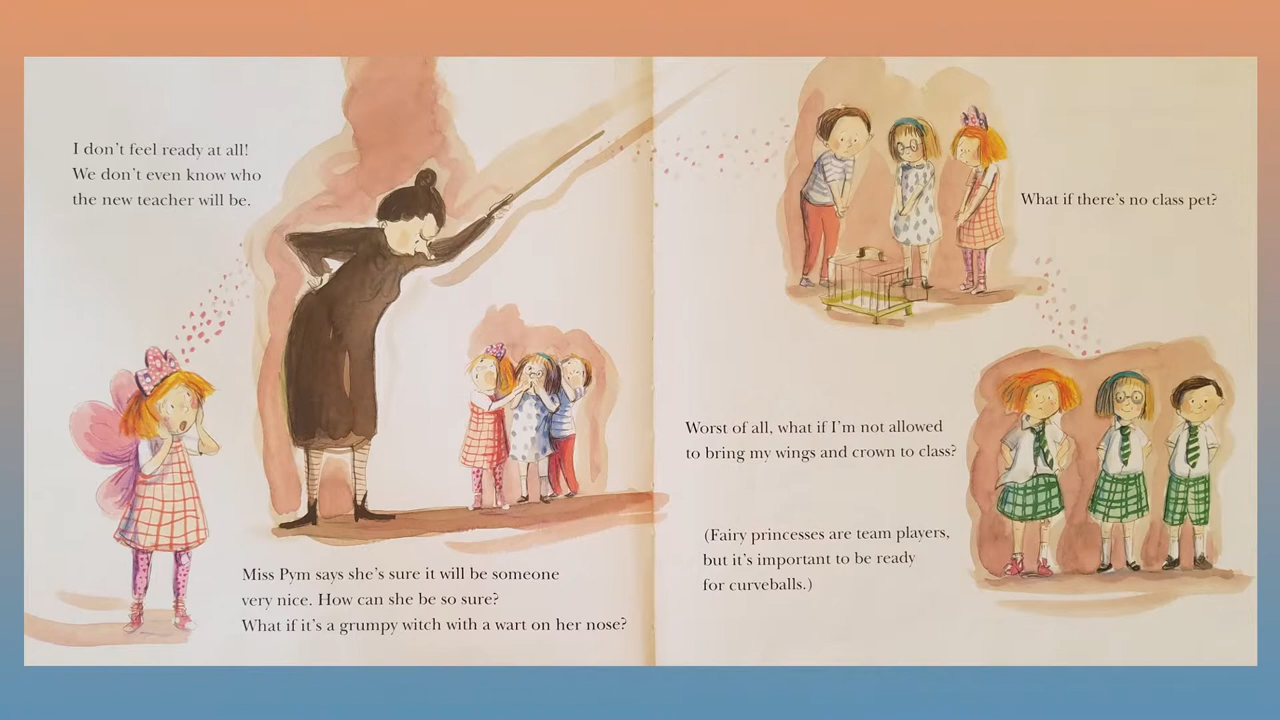 I don't feel ready at all!
We don't even know who
the new teacher will be.
Miss Pym says she's sure it will be someone
very nice. How can she be so sure?
What if it's a grumpy witch with a wart on her nose?
What if there's no class pet?
Worst of all, what if I'm not allowed
to bring my wings and crown to class?
(Fairy princesses are team players,
but it's important to be ready
for curveballs.)